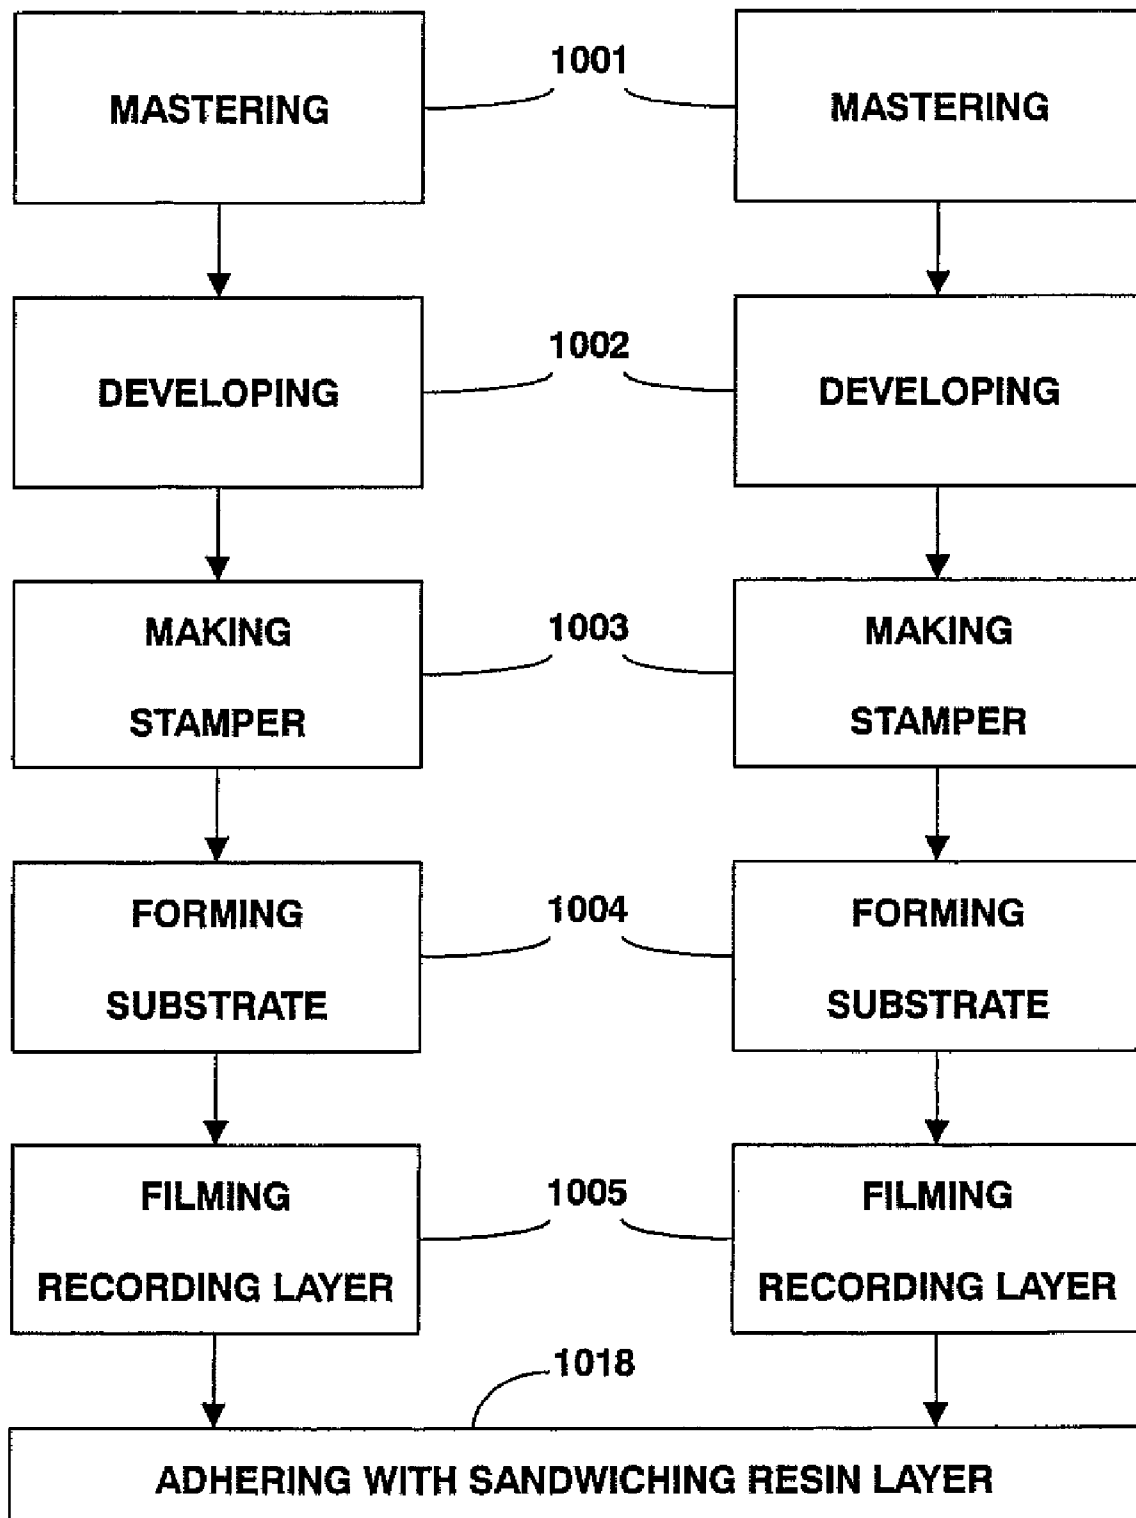 1001
MASTERING
MASTERING
1002
DEVELOPING
DEVELOPING
1003
MAKING
STAMPER
MAKING
STAMPER
1004
FORMING
SUBSTRATE
FORMING
SUBSTRATE
1005
FILMING
RECORDING LAYER
FILMING
RECORDING LAYER
1018
ADHERING WITH SANDWICHING RESIN LAYER